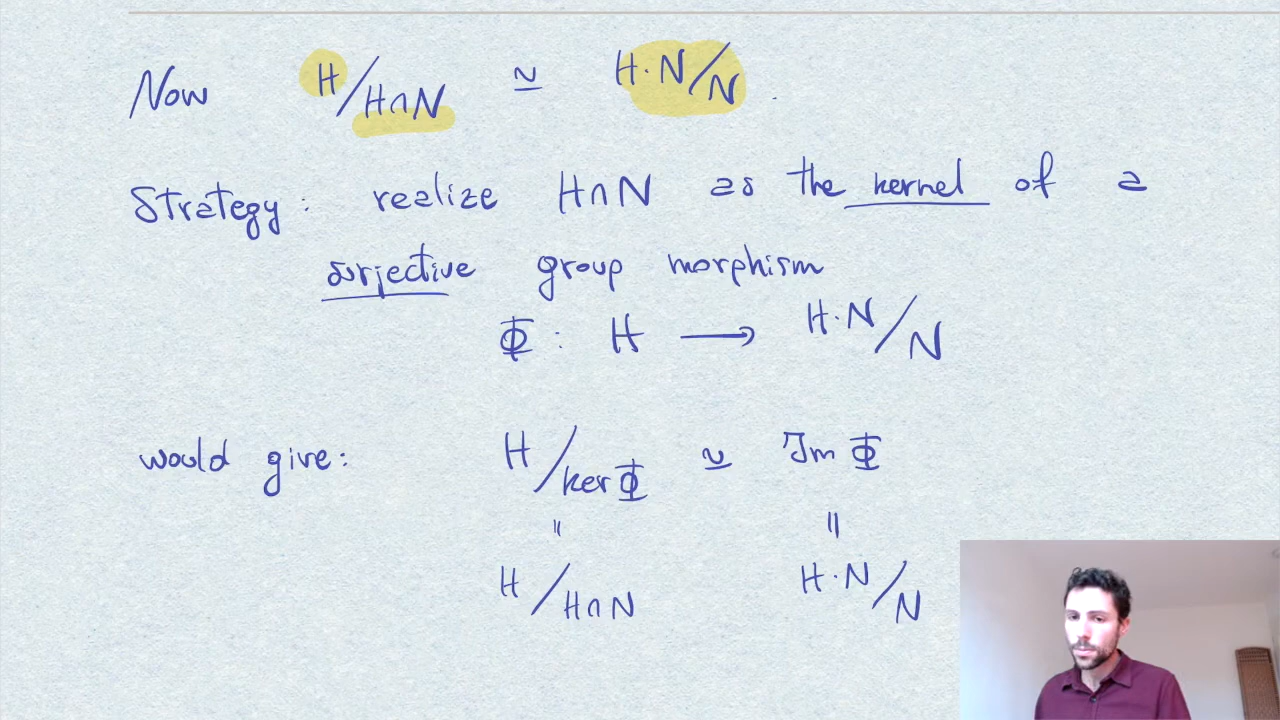 Now H/H∩N ≃ H·N/N .
Strategy: realize H∩N as the kernel of a
surjective group morphism
Φ : H ⟶ H·N/N
would give: H/ker Φ ≃ Im Φ
= =
H/H∩N H·N/N